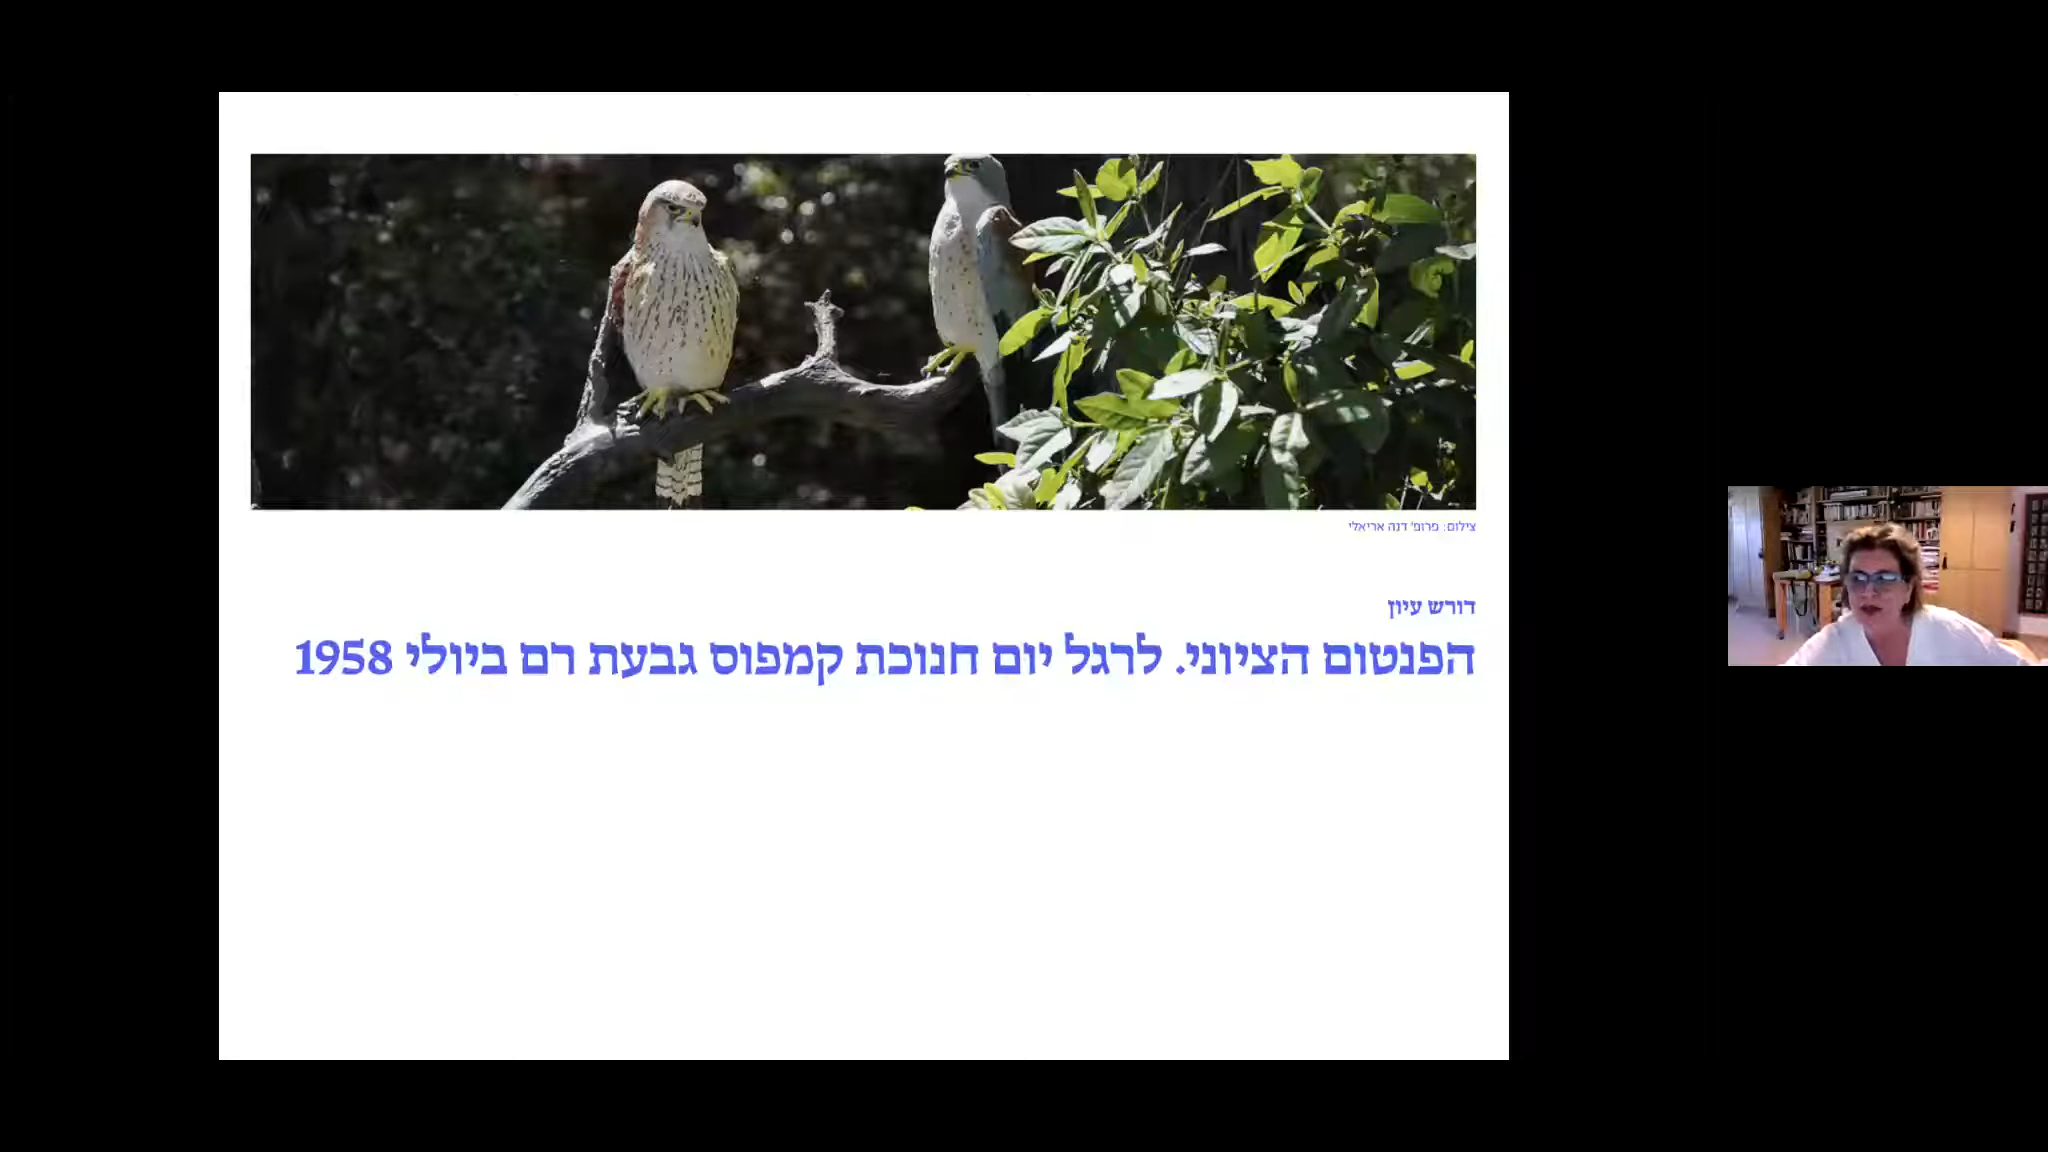 צילום: פרופ' דנה אריאלי
דורש עיון
הפנטום הציוני. לרגל יום חנוכת קמפוס גבעת רם ביולי 1958